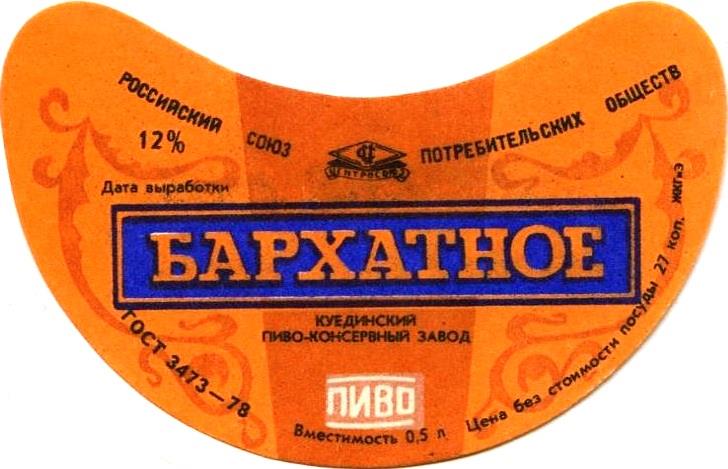 РОССИЙСКИЙ СОЮЗ ПОТРЕБИТЕЛЬСКИХ ОБЩЕСТВ
12%
ЦЕНТРОСОЮЗ
Дата выработки
БАРХАТНОЕ
КУЕДИНСКИЙ
ПИВО-КОНСЕРВНЫЙ ЗАВОД
ГОСТ 3473-78
ПИВО
Вместимость 0,5 л
Цена без стоимости посуды 27 коп. ЖКГиЭ